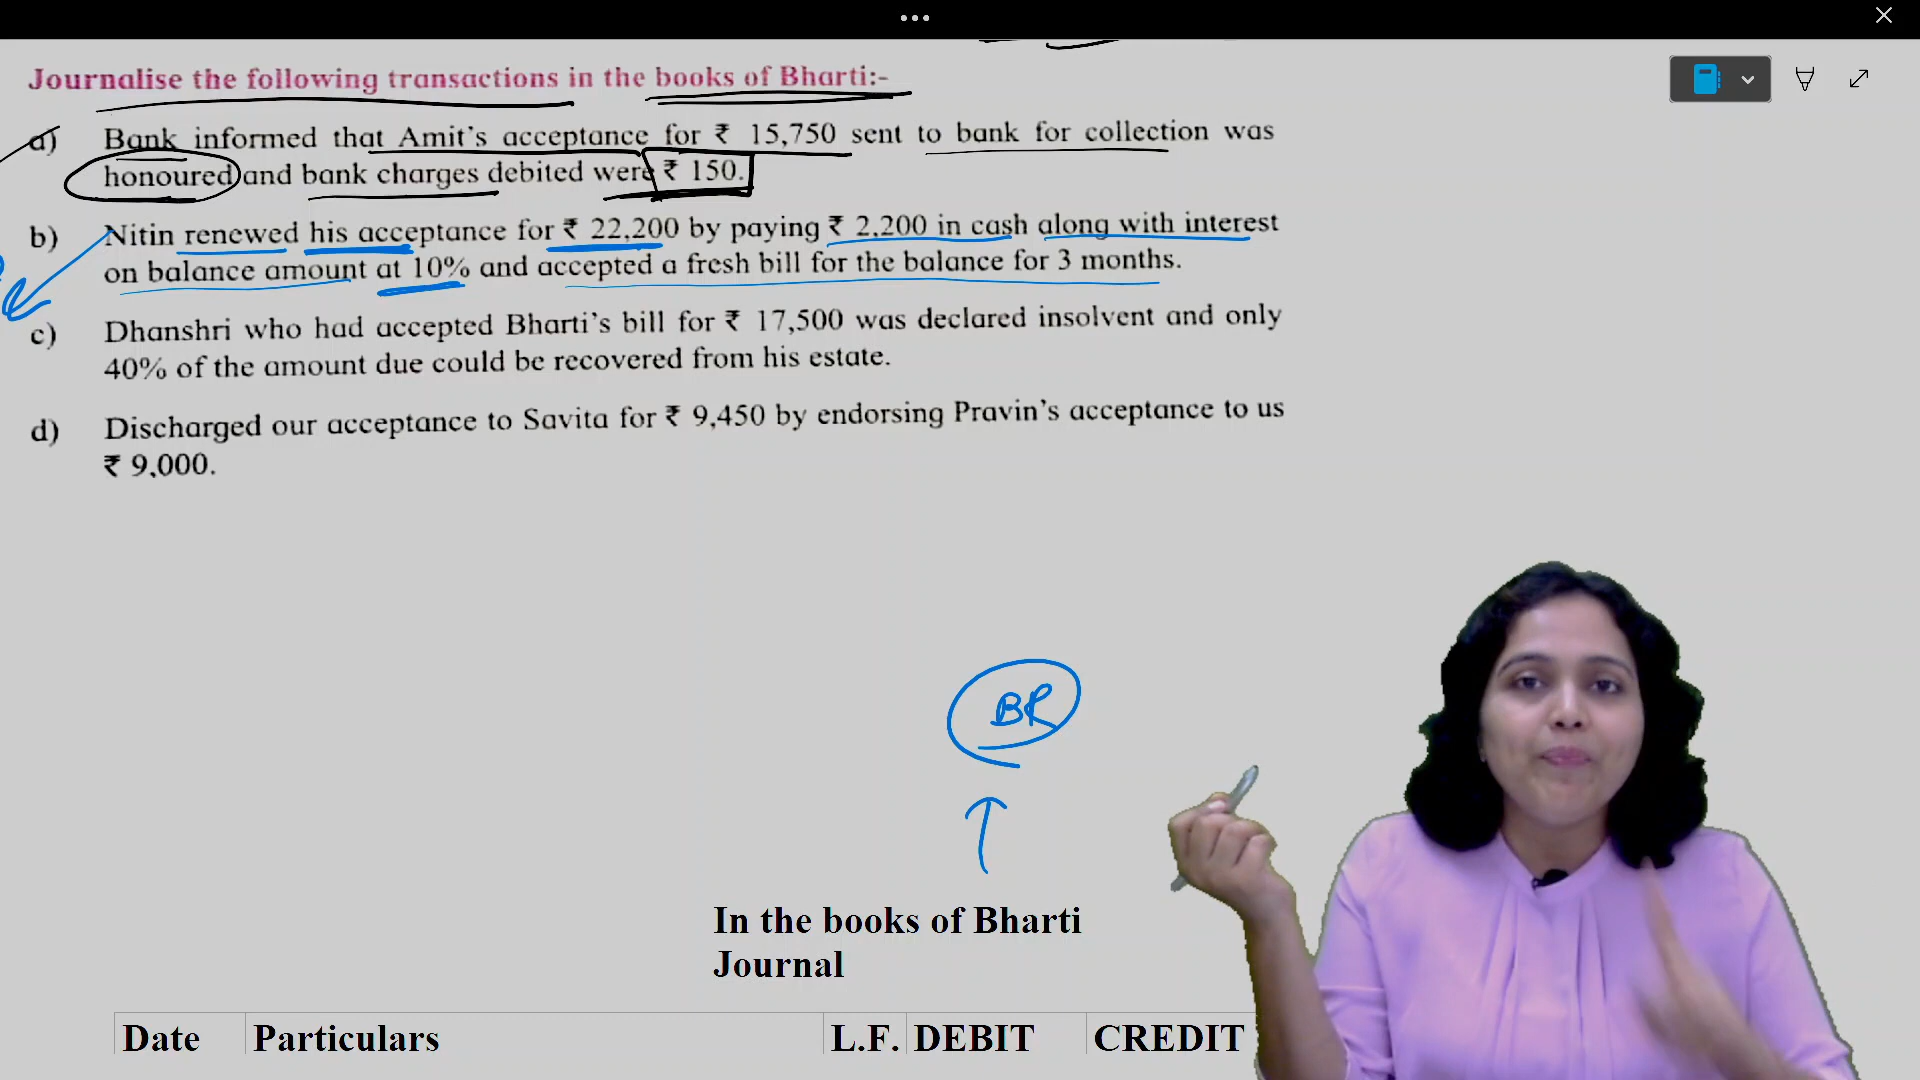 Journalise the following transactions in the books of Bharti:-
a) Bank informed that Amit's acceptance for ₹ 15,750 sent to bank for collection was
honoured and bank charges debited were ₹ 150.
b) Nitin renewed his acceptance for ₹ 22,200 by paying ₹ 2,200 in cash along with interest
on balance amount at 10% and accepted a fresh bill for the balance for 3 months.
c) Dhanshri who had accepted Bharti's bill for ₹ 17,500 was declared insolvent and only
40% of the amount due could be recovered from his estate.
d) Discharged our acceptance to Savita for ₹ 9,450 by endorsing Pravin's acceptance to us
₹ 9,000.
BR
In the books of Bharti
Journal
Date Particulars L.F. DEBIT CREDIT